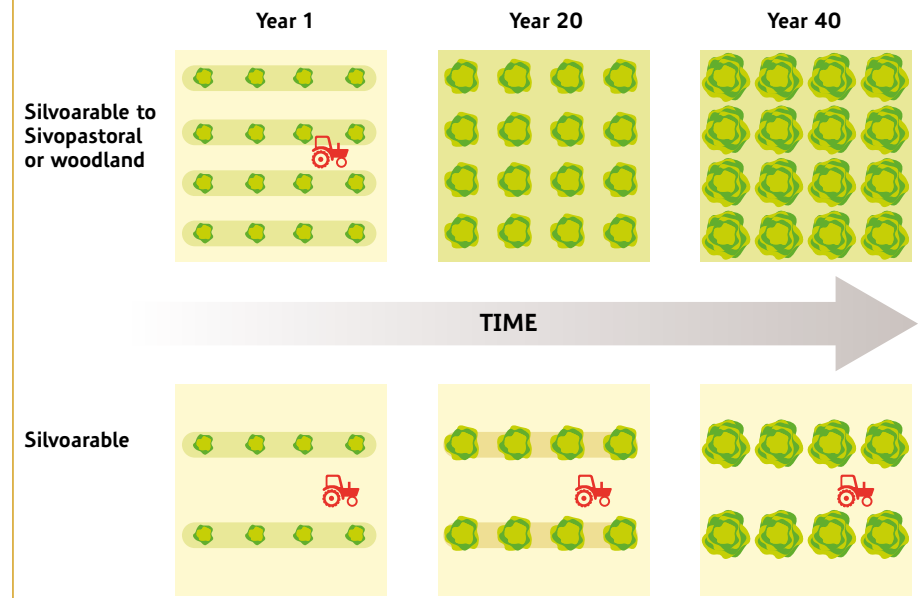 Year 1
Year 20
Year 40
Silvoarable to
Sivopastoral
or woodland
TIME
Silvoarable